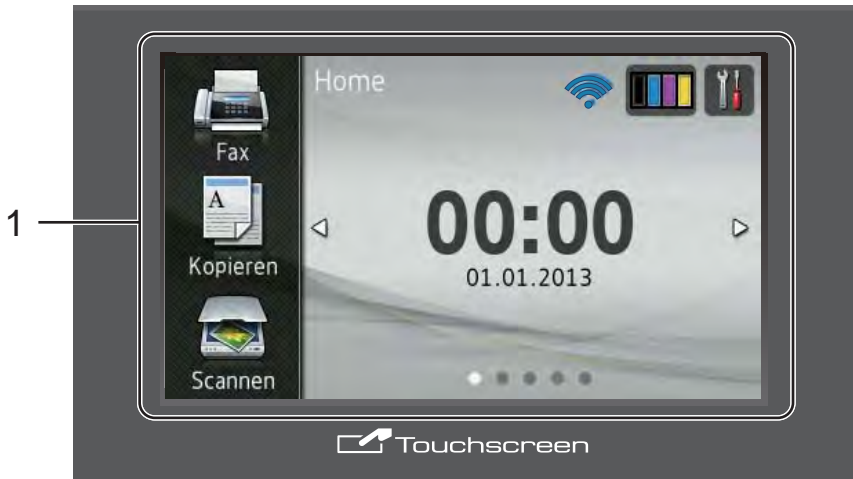 1
Home
Fax
A
Kopieren
Scannen
00:00
01.01.2013
Touchscreen